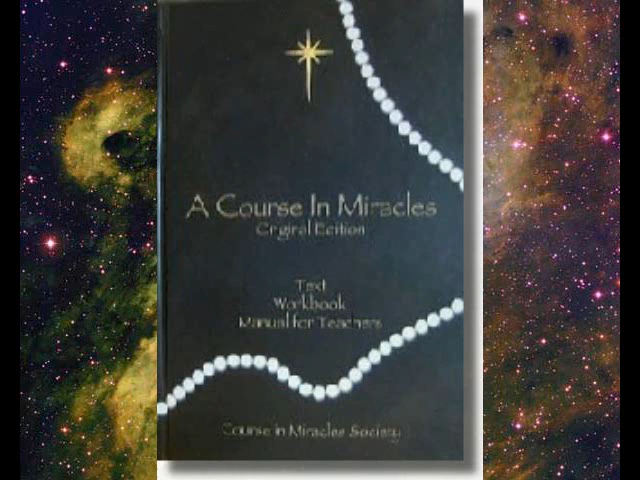 A Course In Miracles
Original Edition
Text
Workbook
Manual for Teachers
Course in Miracles Society